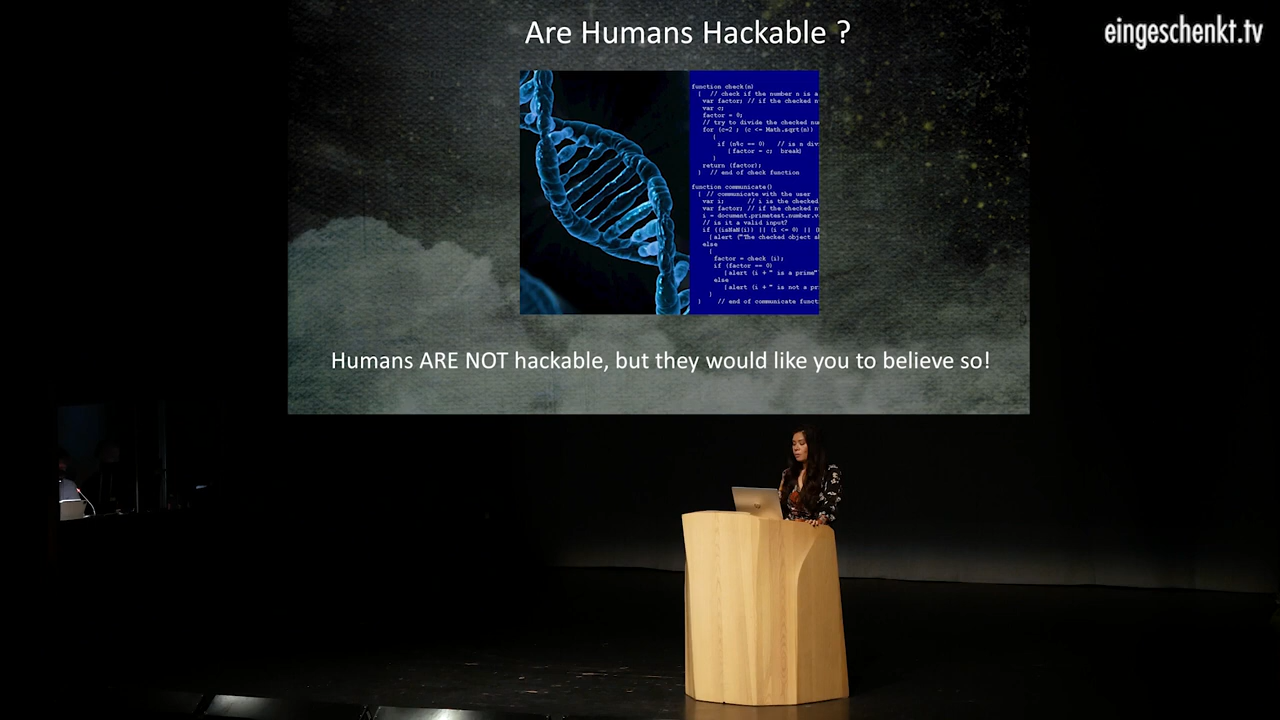 Are Humans Hackable ?
eingeschenkt.tv
function check(n)
{ // check if the number n is a
var factor; // if the checked n
var c;
factor = 0;
// try to divide the checked nu
for (c=2 ; (c <= Math.sqrt(n))
{
if (n%c == 0) // is n div
{factor = c; break}
}
return (factor);
} // end of check function
function communicate()
{ // communicate with the user
var i; // i is the checked
var factor; // if the checked n
i = document.primetest.number.v
// is it a valid input?
if ((isNaN(i)) || (i <= 0) || (
{alert ("The checked object a
else
{
factor = check (i);
if (factor == 0)
{alert (i + " is a prime"
else
{alert (i + " is not a pr
}
} // end of communicate funct
Humans ARE NOT hackable, but they would like you to believe so!